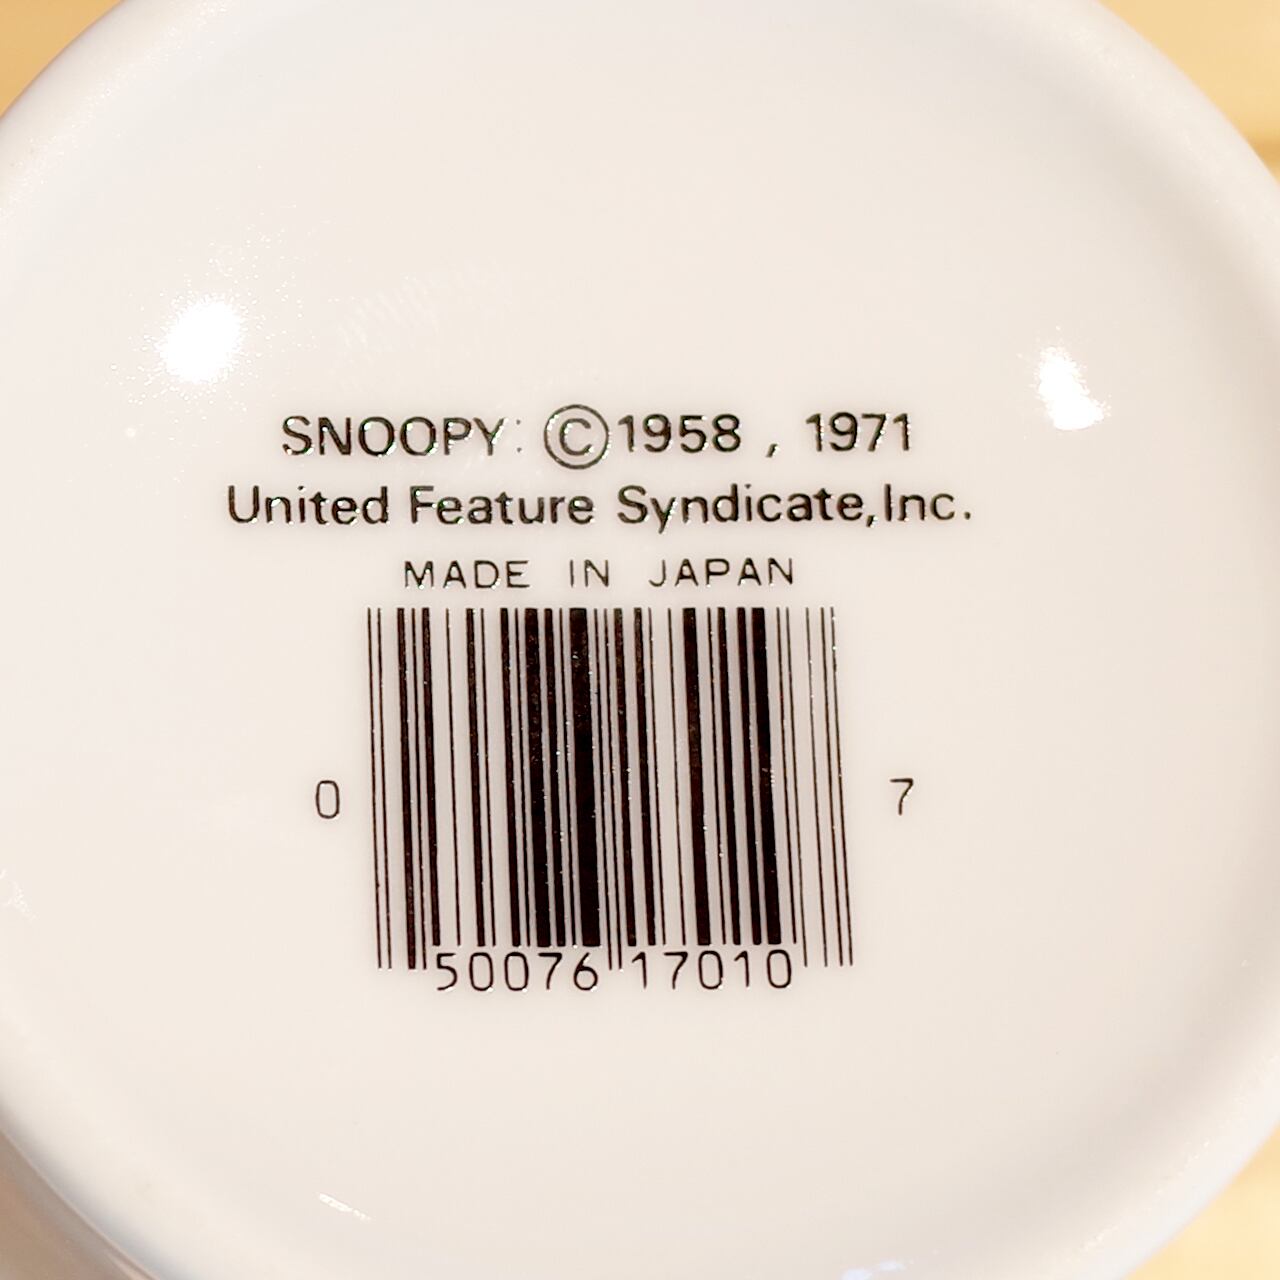 SNOOPY: ©1958 , 1971
United Feature Syndicate,Inc.
MADE IN JAPAN
0 50076 17010 7